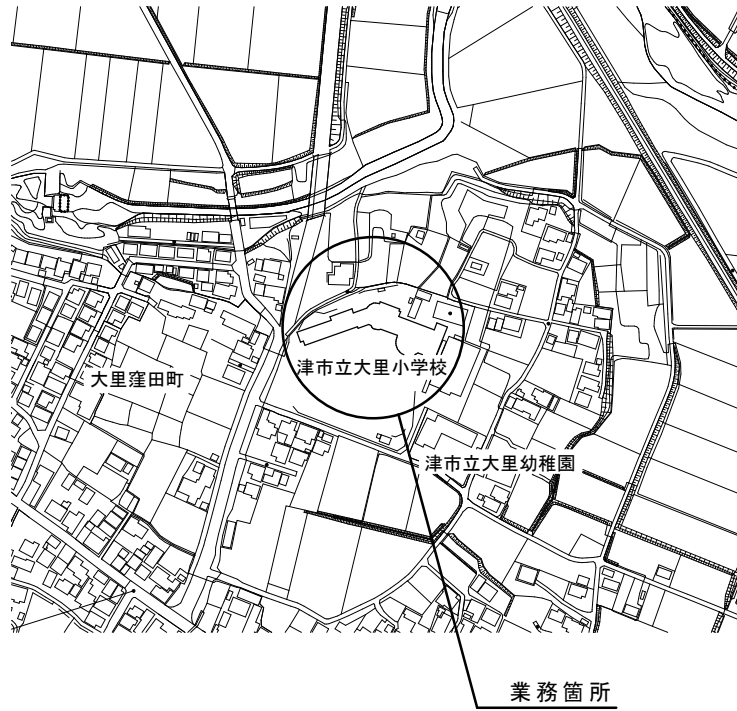 津市立大里小学校
大里窪田町
津市立大里幼稚園
業務箇所